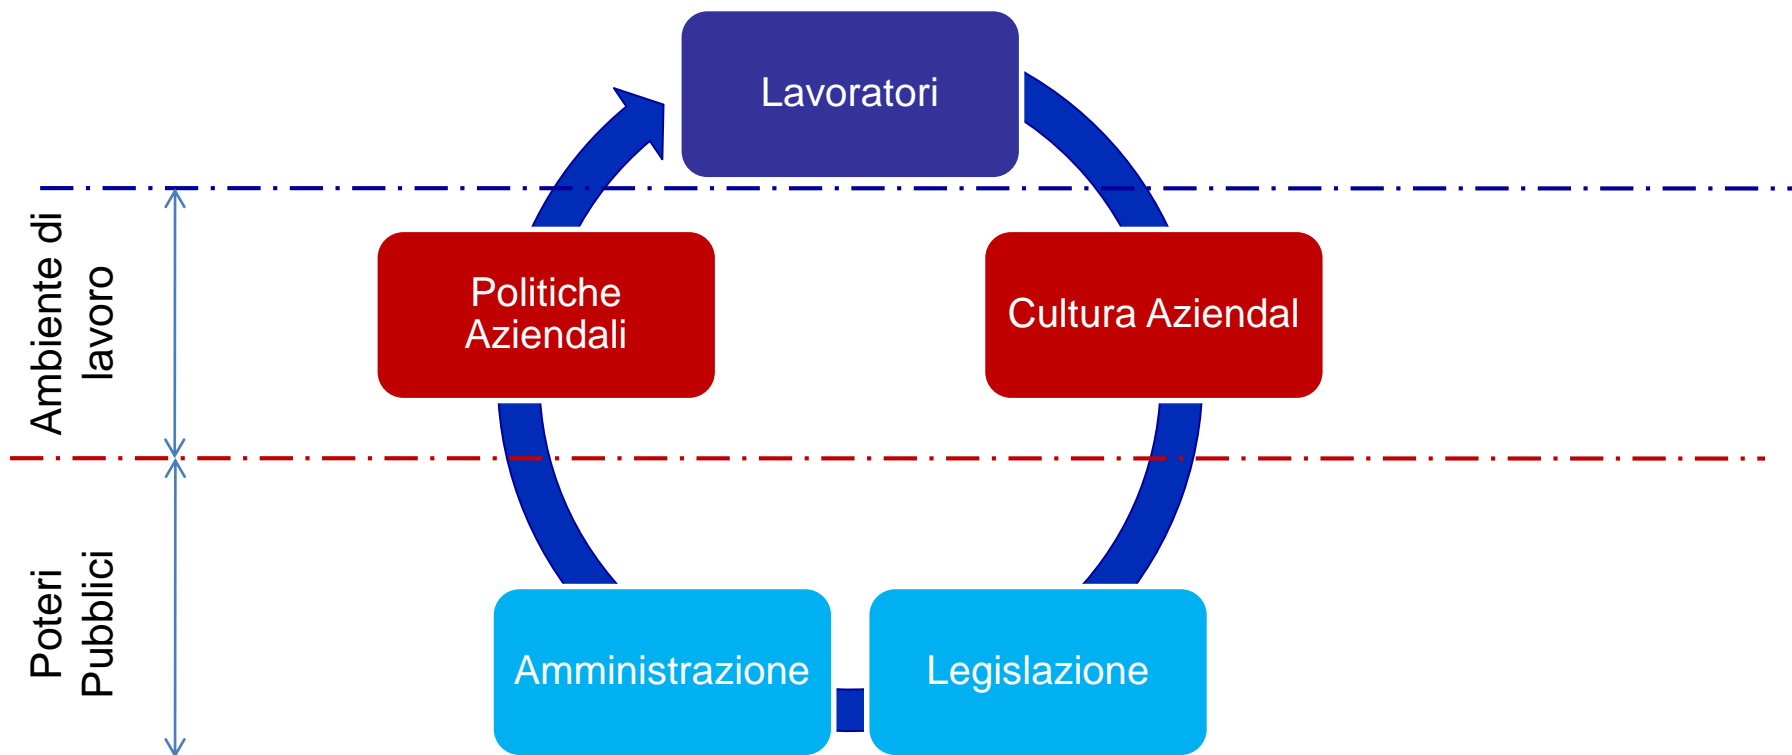 Lavoratori
Ambiente di
lavoro
Politiche
Aziendali
Cultura Aziendal
Poteri
Pubblici
Amministrazione
Legislazione